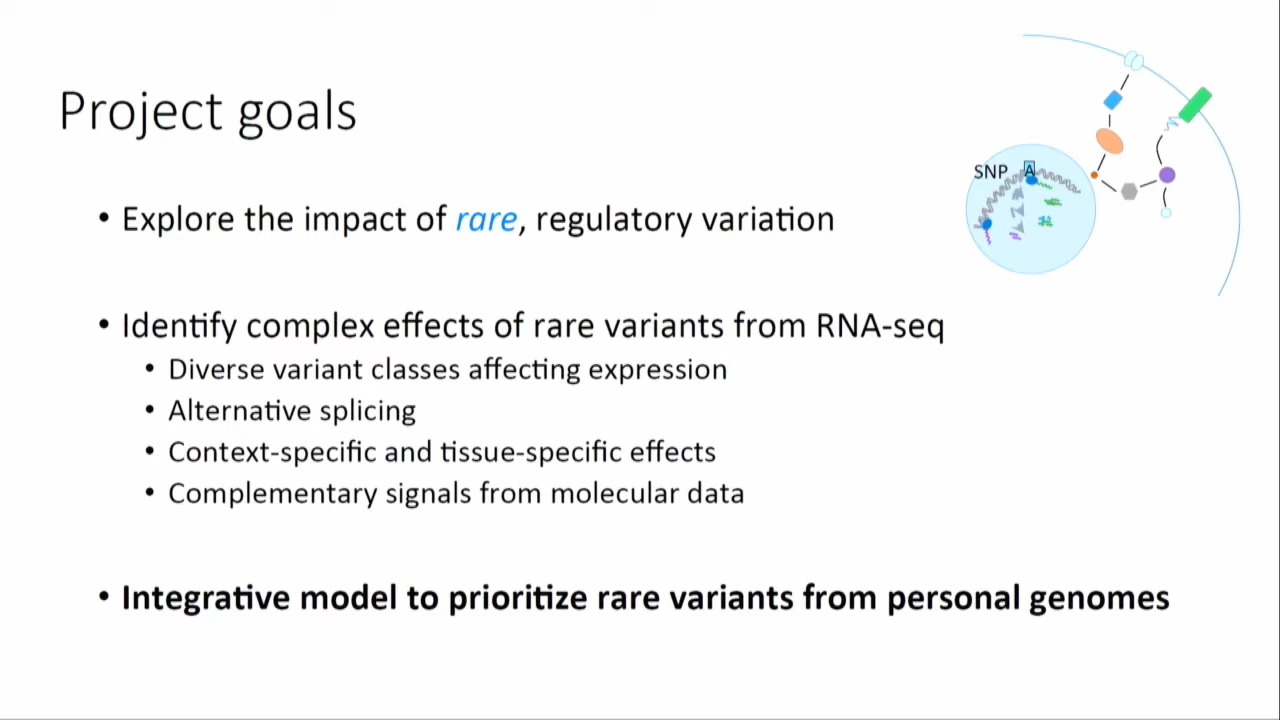 Project goals
SNP A
• Explore the impact of rare, regulatory variation
• Identify complex effects of rare variants from RNA-seq
• Diverse variant classes affecting expression
• Alternative splicing
• Context-specific and tissue-specific effects
• Complementary signals from molecular data
• Integrative model to prioritize rare variants from personal genomes